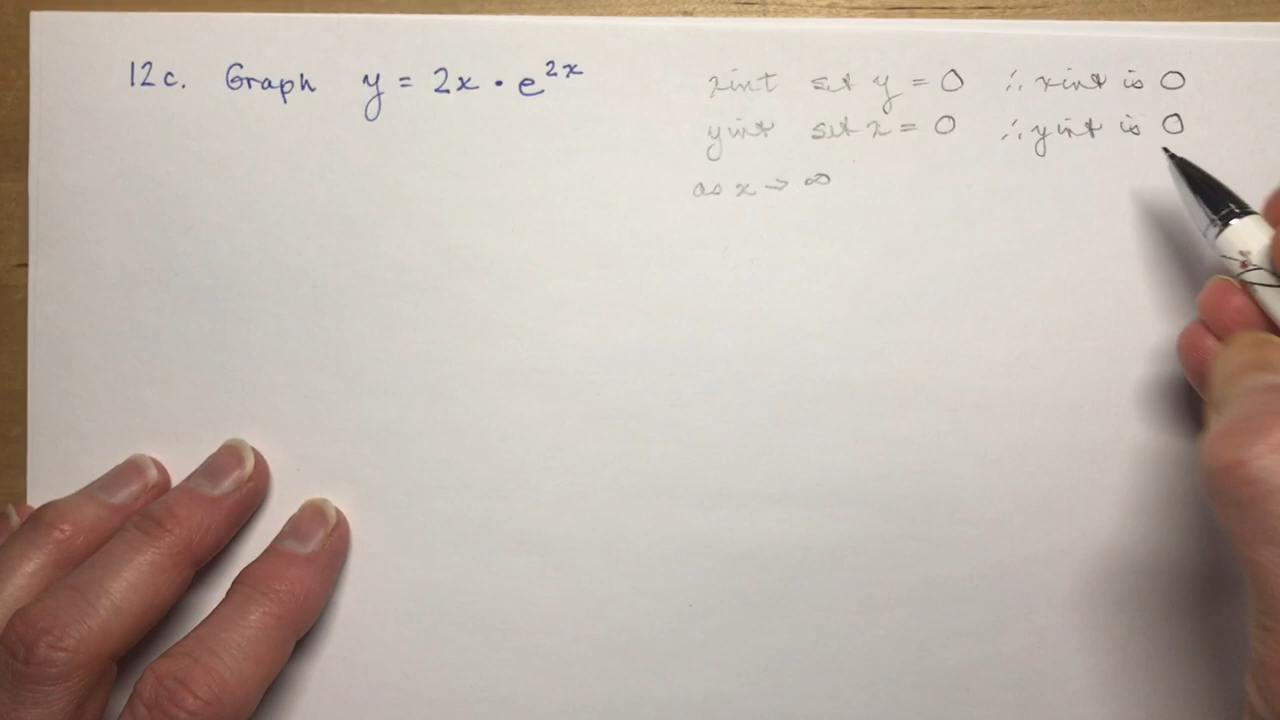 12c. Graph y = 2x · e^{2x}
xint set y = 0 ∴ xint is 0
yint set x = 0 ∴ yint is 0
as x → ∞